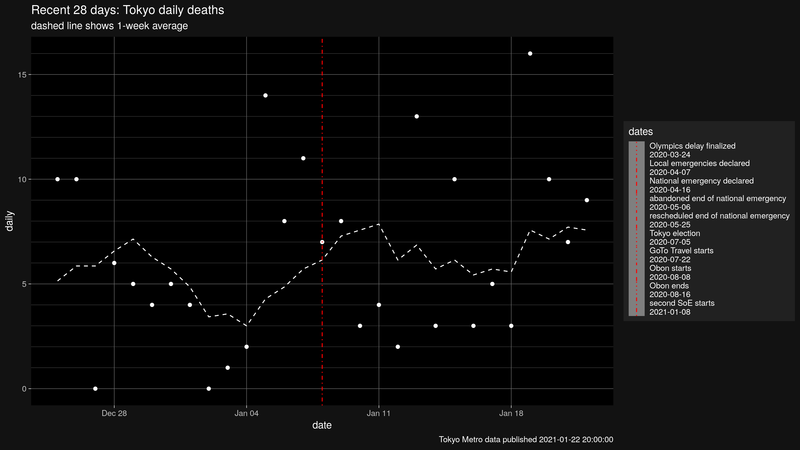 Recent 28 days: Tokyo daily deaths
dashed line shows 1-week average
15
10
5
0
daily
Dec 28
Jan 04
Jan 11
Jan 18
date
dates
Olympics delay finalized
2020-03-24
Local emergencies declared
2020-04-07
National emergency declared
2020-04-16
abandoned end of national emergency
2020-05-06
rescheduled end of national emergency
2020-05-25
Tokyo election
2020-07-05
GoTo Travel starts
2020-07-22
Obon starts
2020-08-08
Obon ends
2020-08-16
second SoE starts
2021-01-08
Tokyo Metro data published 2021-01-22 20:00:00